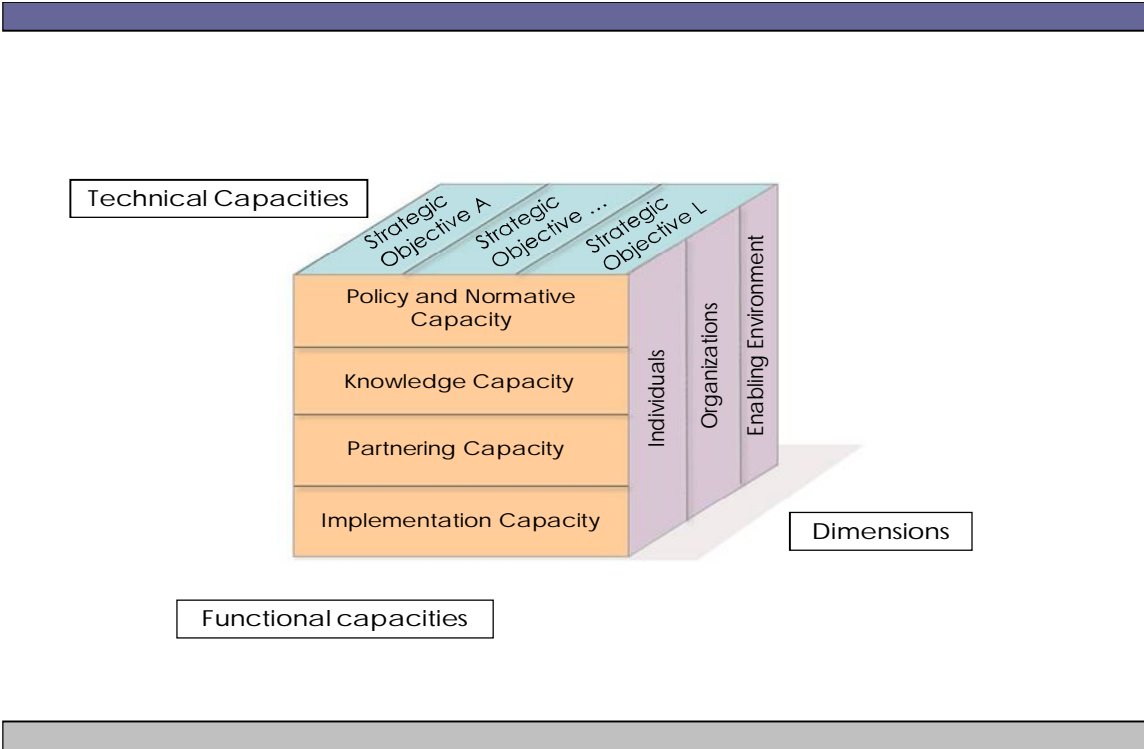 Technical Capacities
Strategic
Objective A
Strategic
Objective ...
Strategic
Objective L
Policy and Normative
Capacity
Knowledge Capacity
Partnering Capacity
Implementation Capacity
Individuals
Organizations
Enabling Environment
Dimensions
Functional capacities